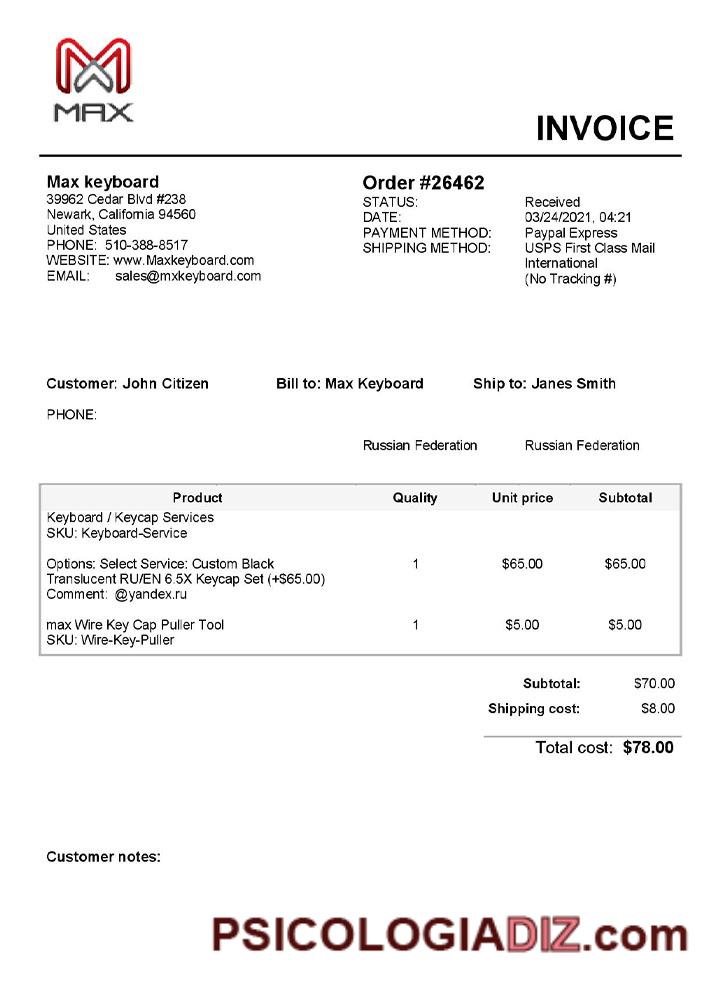 MAX
INVOICE
Max keyboard
39962 Cedar Blvd #238
Newark, California 94560
United States
PHONE: 510-388-8517
WEBSITE: www.Maxkeyboard.com
EMAIL: sales@mxkeyboard.com
Order #26462
STATUS: Received
DATE: 03/24/2021, 04:21
PAYMENT METHOD: Paypal Express
SHIPPING METHOD: USPS First Class Mail
International
(No Tracking #)
Customer: John Citizen Bill to: Max Keyboard Ship to: Janes Smith
PHONE:
Russian Federation Russian Federation
Product Quality Unit price Subtotal
Keyboard / Keycap Services
SKU: Keyboard-Service
Options: Select Service: Custom Black 1 $65.00 $65.00
Translucent RU/EN 6.5X Keycap Set (+$65.00)
Comment: @yandex.ru
max Wire Key Cap Puller Tool 1 $5.00 $5.00
SKU: Wire-Key-Puller
Subtotal: $70.00
Shipping cost: $8.00
Total cost: $78.00
Customer notes:
PSICOLOGIADIZ.com